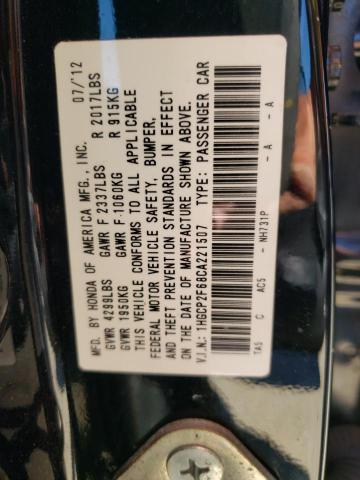 MFD. BY HONDA OF AMERICA MFG., INC. 07/'12
GVWR 4299LBS GAWR F 2337LBS R 2017LBS
GVWR 1950KG GAWR F 1060KG R 915KG
THIS VEHICLE CONFORMS TO ALL APPLICABLE
FEDERAL MOTOR VEHICLE SAFETY, BUMPER,
AND THEFT PREVENTION STANDARDS IN EFFECT
ON THE DATE OF MANUFACTURE SHOWN ABOVE.
V.I.N.: 1HGCP2F68CA221507 TYPE: PASSENGER CAR
TA5 C AC5 - NH731P - A - A